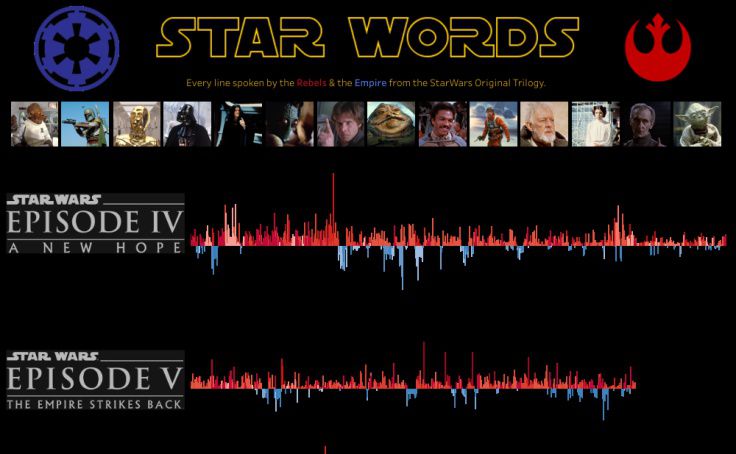 STAR WORDS
Every line spoken by the Rebels & the Empire from the StarWars Original Trilogy.
STAR WARS
EPISODE IV
A NEW HOPE
STAR WARS
EPISODE V
THE EMPIRE STRIKES BACK